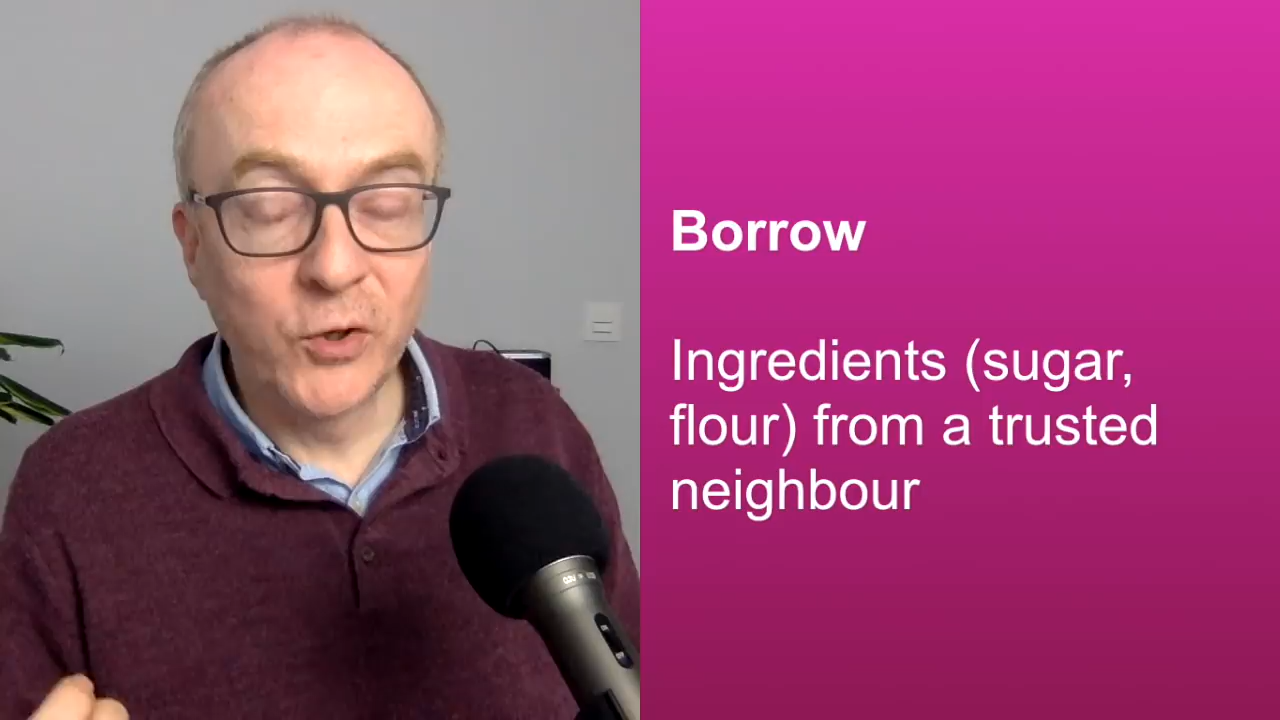 Borrow
Ingredients (sugar,
flour) from a trusted
neighbour